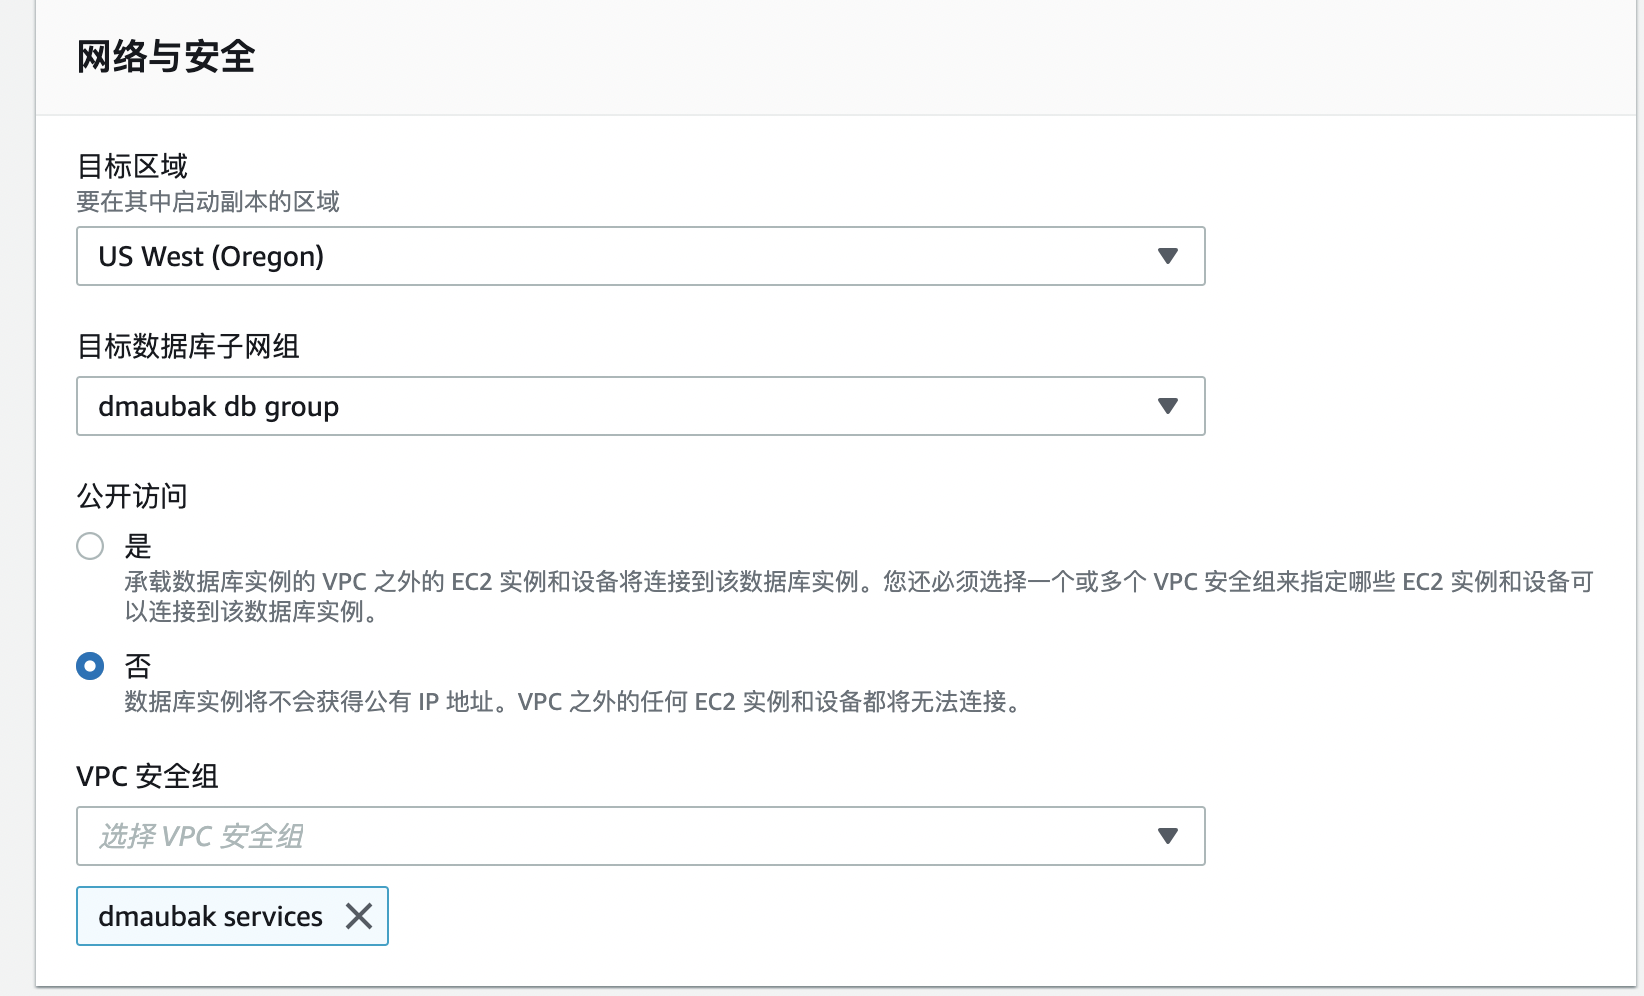 网络与安全
目标区域
要在其中启动副本的区域
US West (Oregon)
目标数据库子网组
dmaubak db group
公开访问
是
承载数据库实例的 VPC 之外的 EC2 实例和设备将连接到该数据库实例。您还必须选择一个或多个 VPC 安全组来指定哪些 EC2 实例和设备可
以连接到该数据库实例。
否
数据库实例将不会获得公有 IP 地址。VPC 之外的任何 EC2 实例和设备都将无法连接。
VPC 安全组
选择 VPC 安全组
dmaubak services